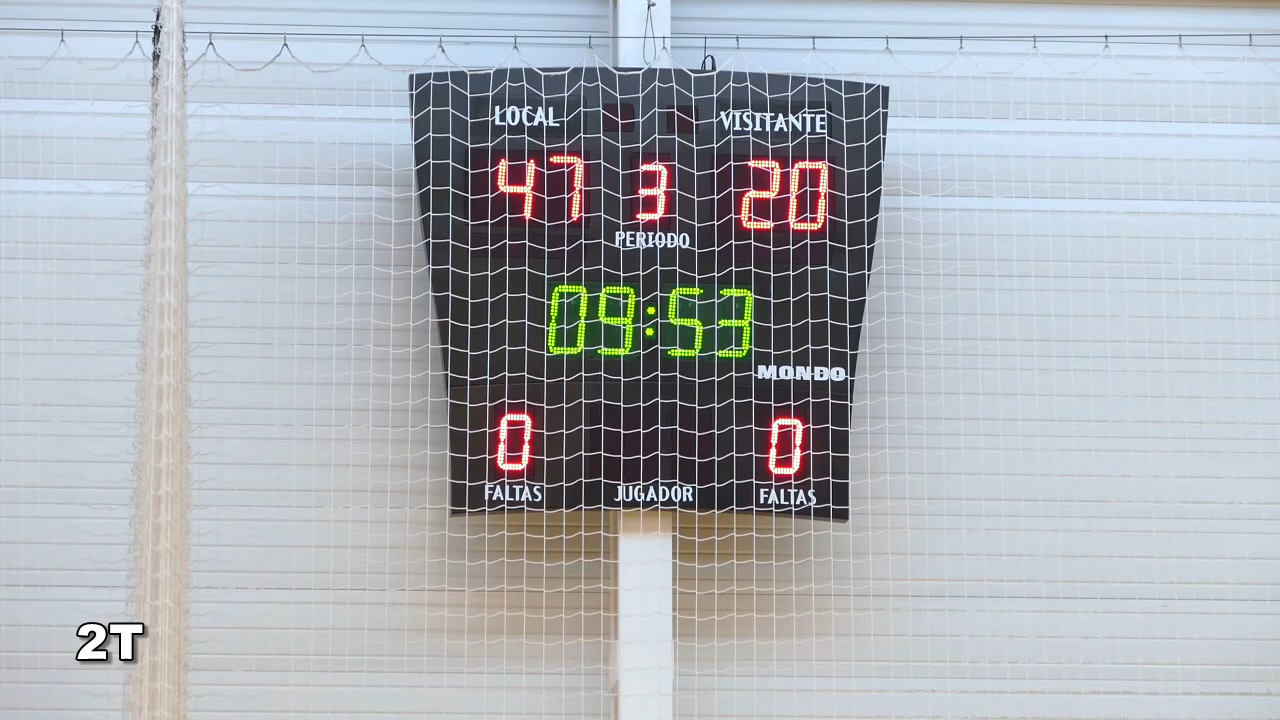 LOCAL VISITANTE
47 3 20
PERIODO
09:53
MONDO
0 0
FALTAS JUGADOR FALTAS
2T